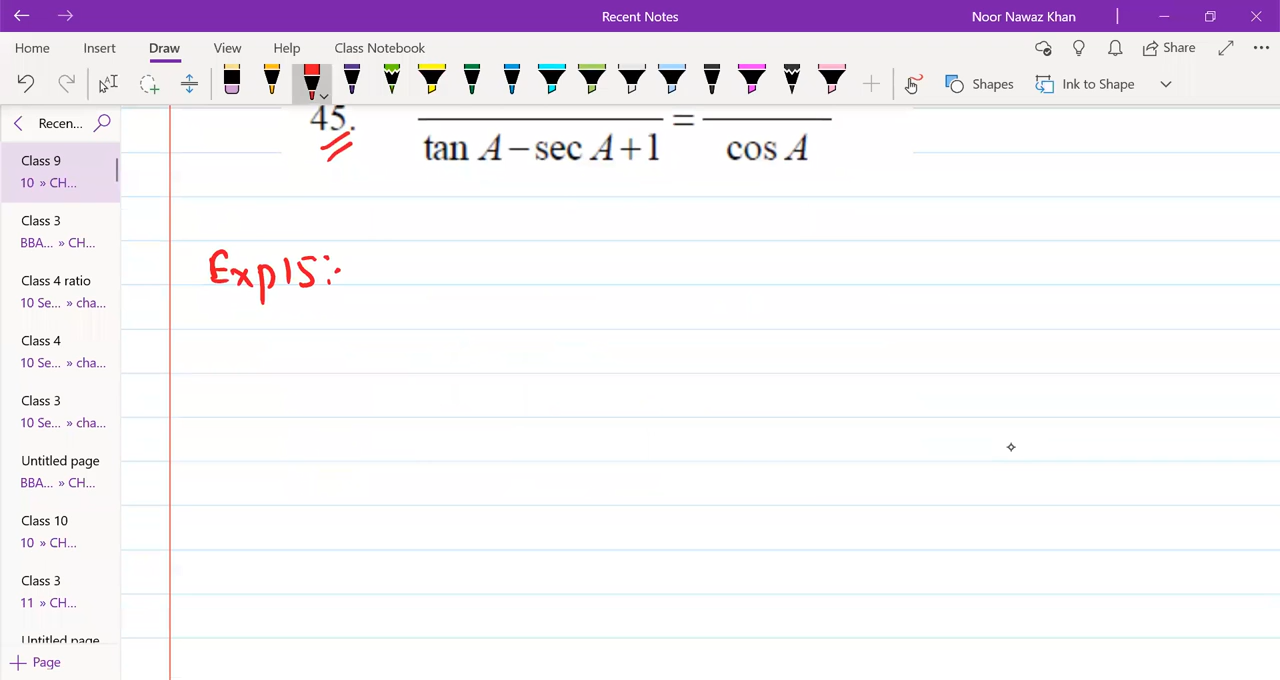 Recent Notes
Noor Nawaz Khan
Home Insert Draw View Help Class Notebook Share
Shapes Ink to Shape
Recen...
Class 9
10 » CH...
Class 3
BBA... » CH...
Class 4 ratio
10 Se... » cha...
Class 4
10 Se... » cha...
Class 3
10 Se... » cha...
Untitled page
BBA... » CH...
Class 10
10 » CH...
Class 3
11 » CH...
Untitled page
+ Page
45. =
tan A − sec A + 1 cos A
Exp15:-